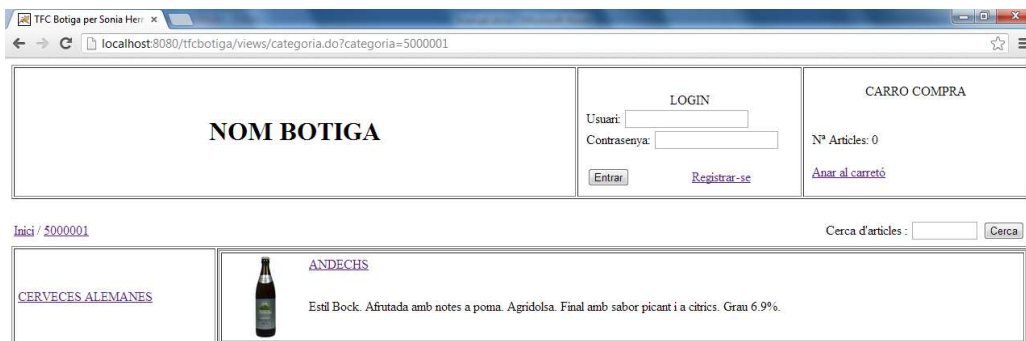 TFC Botiga per Sonia Herr
localhost:8080/tfcbotiga/views/categoria.do?categoria=5000001
NOM BOTIGA
LOGIN
Usuari:
Contrasenya:
Entrar Registrar-se
CARRO COMPRA
Nª Articles: 0
Anar al carretó
Inici / 5000001
Cerca d'articles : Cerca
CERVECES ALEMANES
ANDECHS
Estil Bock. Afrutada amb notes a poma. Agridolsa. Final amb sabor picant i a citrics. Grau 6.9%.